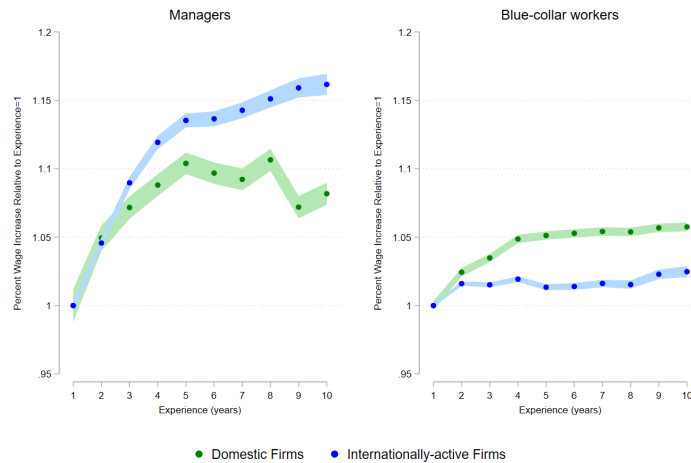 Managers
Percent Wage Increase Relative to Experience=1
1.2
1.15
1.1
1.05
1
.95
1 2 3 4 5 6 7 8 9 10
Experience (years)
Blue-collar workers
Percent Wage Increase Relative to Experience=1
1.2
1.15
1.1
1.05
1
.95
1 2 3 4 5 6 7 8 9 10
Experience (years)
Domestic Firms Internationally-active Firms